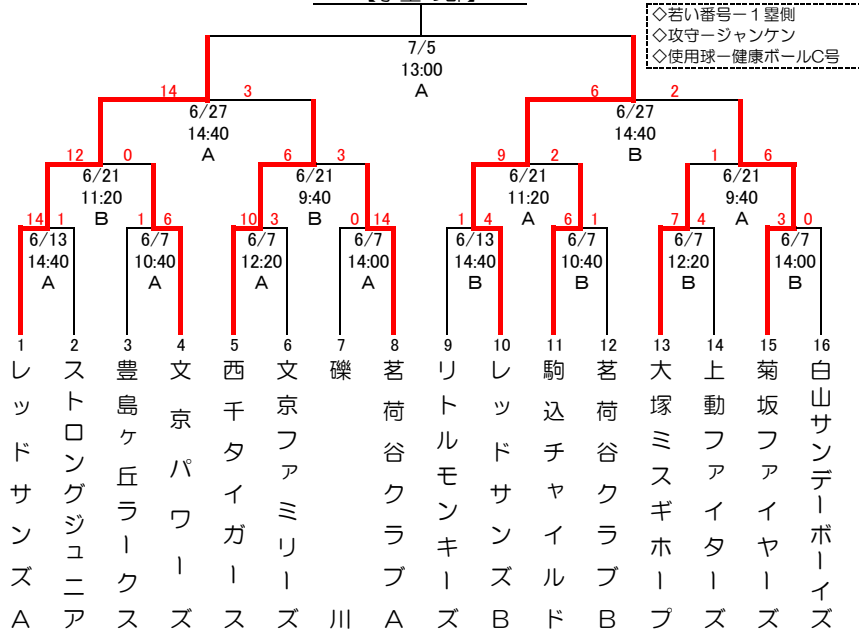 ◇若い番号－１塁側
◇攻守－ジャンケン
◇使用球－健康ボールC号
7/5
13:00
A
14 3
6/27
14:40
A
6 2
6/27
14:40
B
12 0
6/21
11:20
B
6 3
6/21
9:40
B
9 2
6/21
11:20
A
1 6
6/21
9:40
A
14 1
6/13
14:40
A
1 6
6/7
10:40
A
10 3
6/7
12:20
A
0 14
6/7
14:00
A
1 4
6/13
14:40
B
6 1
6/7
10:40
B
7 4
6/7
12:20
B
3 0
6/7
14:00
B
1 レッドサンズA
2 ストロングジュニア
3 豊島ヶ丘ラークス
4 文京パワーズ
5 西千タイガース
6 文京ファミリーズ
7 礫川
8 茗荷谷クラブA
9 リトルモンキーズ
10 レッドサンズB
11 駒込チャイルド
12 茗荷谷クラブB
13 大塚ミスギホープ
14 上動ファイターズ
15 菊坂ファイヤーズ
16 白山サンデーボーイズ